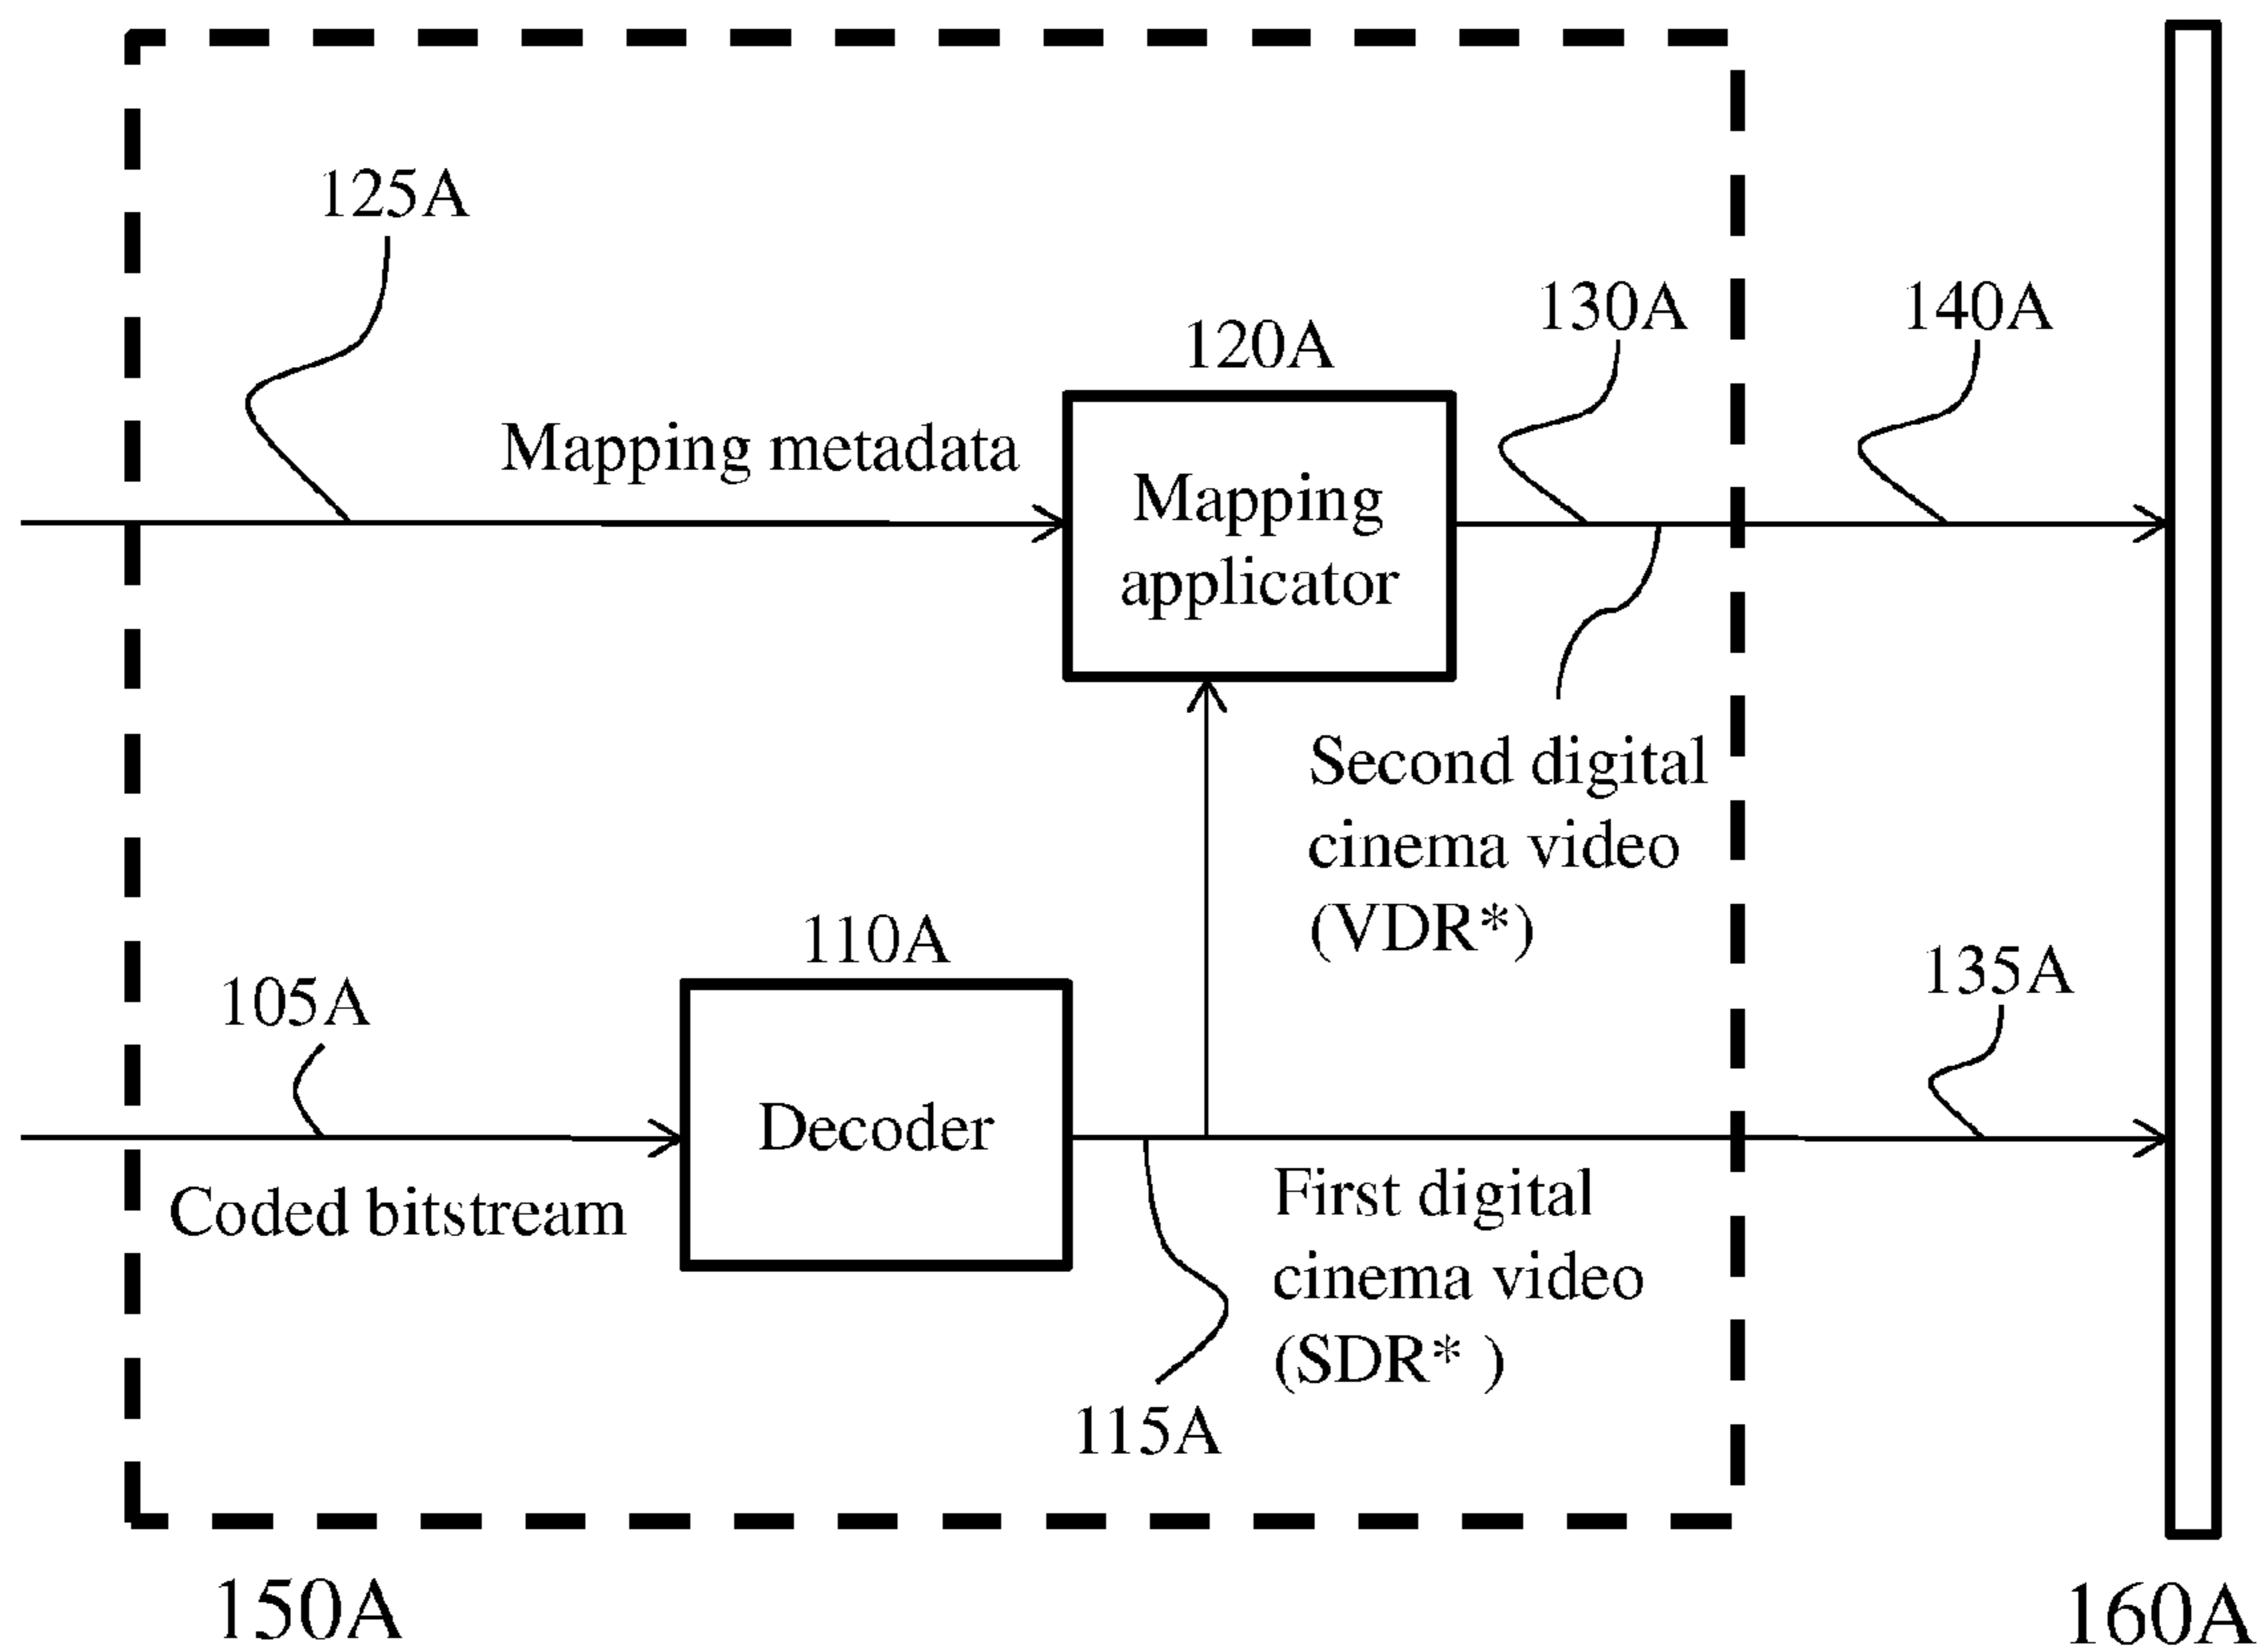 125A
130A
140A
120A
Mapping metadata
Mapping
applicator
Second digital
cinema video
(VDR*)
110A
135A
105A
Decoder
Coded bitstream
First digital
cinema video
(SDR* )
115A
150A
160A